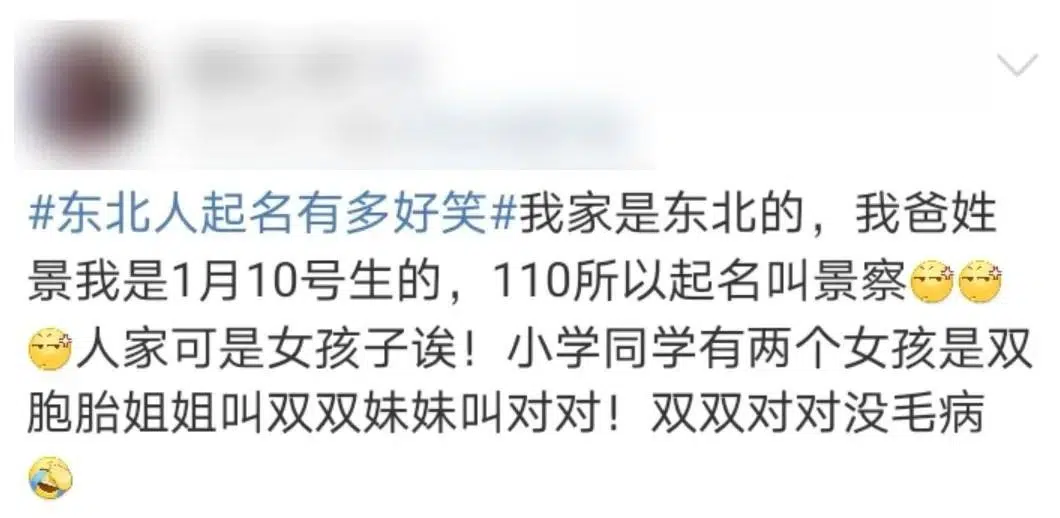 #东北人起名有多好笑#我家是东北的，我爸姓
景我是1月10号生的，110所以起名叫景察
人家可是女孩子诶！小学同学有两个女孩是双
胞胎姐姐叫双双妹妹叫对对！双双对对没毛病